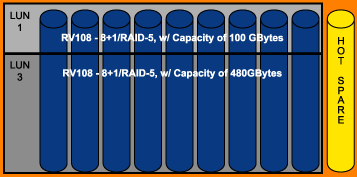 LUN
1
RV108 - 8+1/RAID-5, w/ Capacity of 100 GBytes
LUN
3
RV108 - 8+1/RAID-5, w/ Capacity of 480GBytes
HOT SPARE